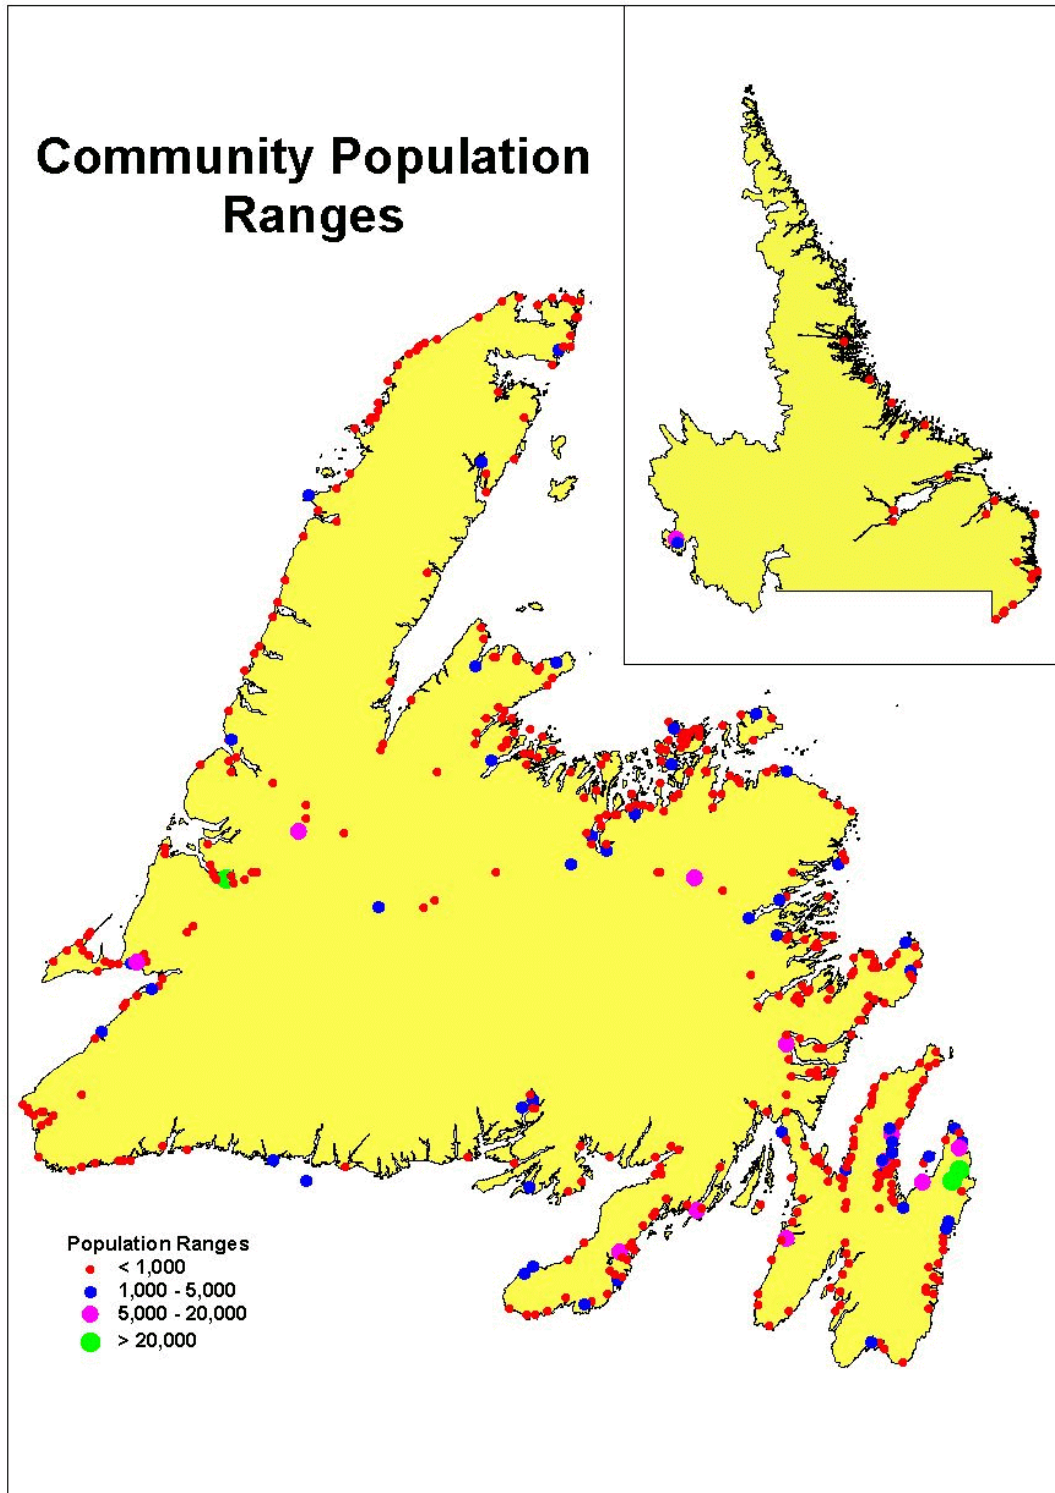 Community Population
Ranges
Population Ranges
< 1,000
1,000 - 5,000
5,000 - 20,000
> 20,000